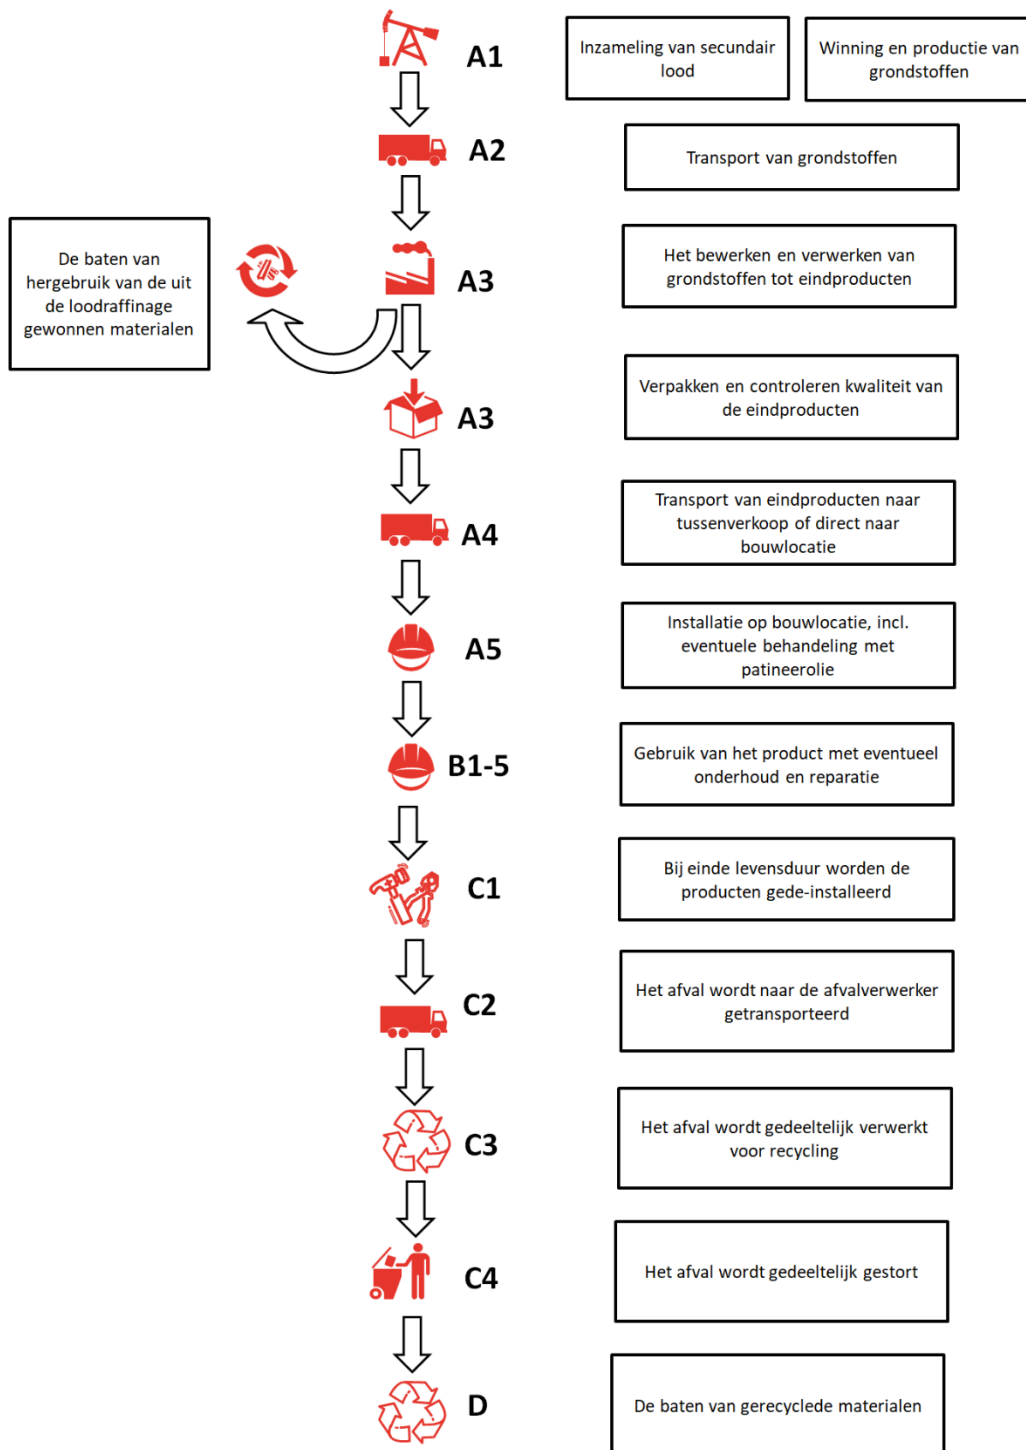 A1
Inzameling van secundair
lood
Winning en productie van
grondstoffen
A2
Transport van grondstoffen
De baten van
hergebruik van de uit
de loodraffinage
gewonnen materialen
A3
Het bewerken en verwerken van
grondstoffen tot eindproducten
A3
Verpakken en controleren kwaliteit van
de eindproducten
A4
Transport van eindproducten naar
tussenverkoop of direct naar
bouwlocatie
A5
Installatie op bouwlocatie, incl.
eventuele behandeling met
patineerolie
B1-5
Gebruik van het product met eventueel
onderhoud en reparatie
C1
Bij einde levensduur worden de
producten gede-installeerd
C2
Het afval wordt naar de afvalverwerker
getransporteerd
C3
Het afval wordt gedeeltelijk verwerkt
voor recycling
C4
Het afval wordt gedeeltelijk gestort
D
De baten van gerecyclede materialen